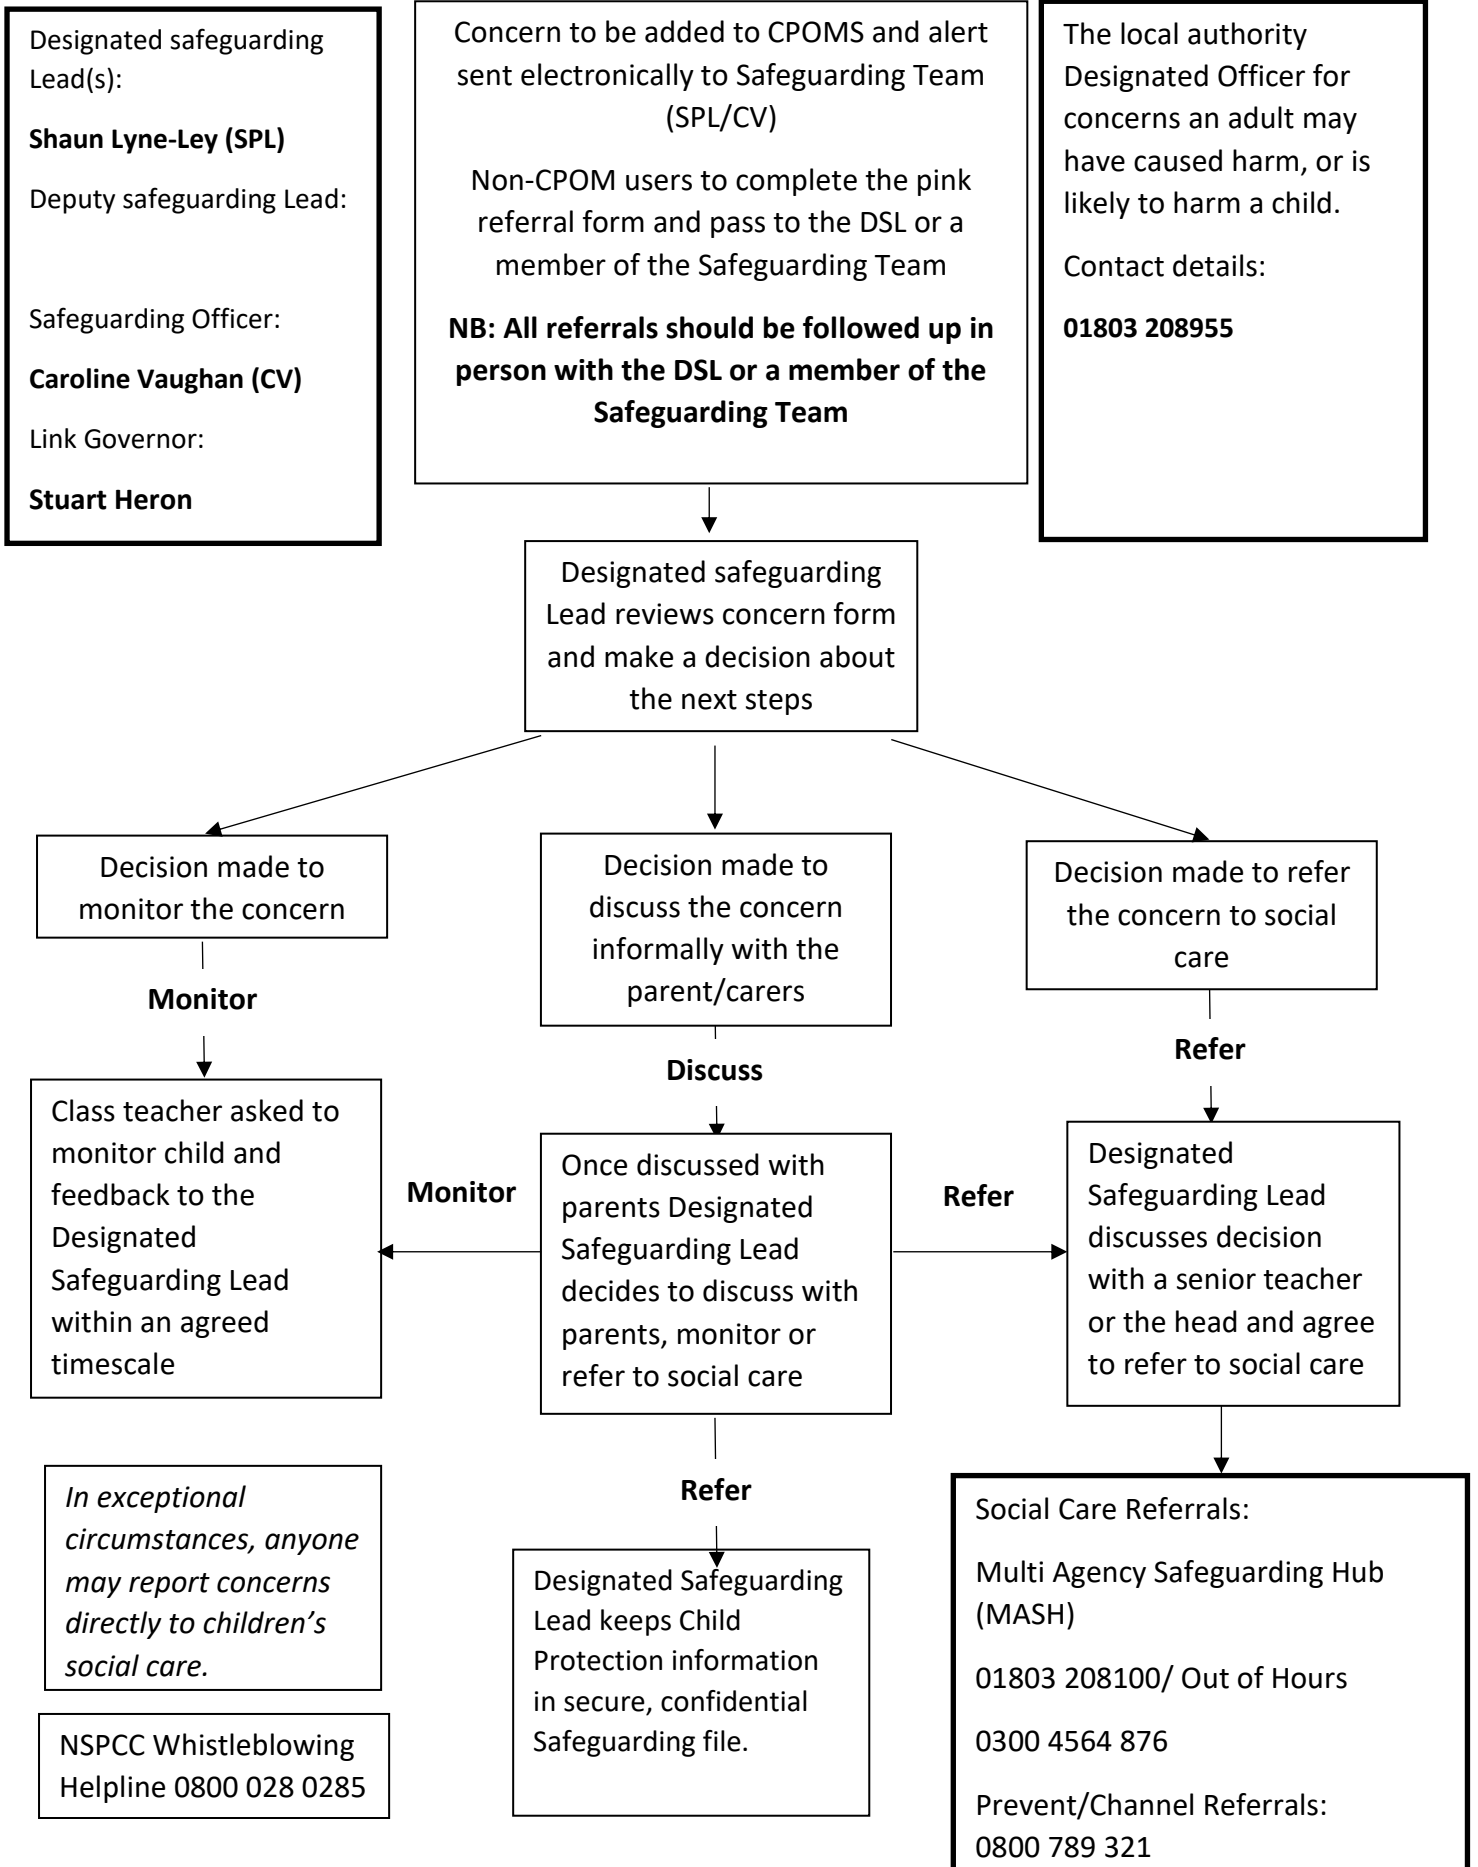 Designated safeguarding
Lead(s):
Shaun Lyne-Ley (SPL)
Deputy safeguarding Lead:
Safeguarding Officer:
Caroline Vaughan (CV)
Link Governor:
Stuart Heron
Concern to be added to CPOMS and alert
sent electronically to Safeguarding Team
(SPL/CV)
Non-CPOM users to complete the pink
referral form and pass to the DSL or a
member of the Safeguarding Team
NB: All referrals should be followed up in
person with the DSL or a member of the
Safeguarding Team
The local authority
Designated Officer for
concerns an adult may
have caused harm, or is
likely to harm a child.
Contact details:
01803 208955
Designated safeguarding
Lead reviews concern form
and make a decision about
the next steps
Decision made to
monitor the concern
Decision made to
discuss the concern
informally with the
parent/carers
Decision made to refer
the concern to social
care
Monitor
Discuss
Refer
Class teacher asked to
monitor child and
feedback to the
Designated
Safeguarding Lead
within an agreed
timescale
Monitor
Once discussed with
parents Designated
Safeguarding Lead
decides to discuss with
parents, monitor or
refer to social care
Refer
Designated
Safeguarding Lead
discusses decision
with a senior teacher
or the head and agree
to refer to social care
In exceptional
circumstances, anyone
may report concerns
directly to children’s
social care.
NSPCC Whistleblowing
Helpline 0800 028 0285
Refer
Designated Safeguarding
Lead keeps Child
Protection information
in secure, confidential
Safeguarding file.
Social Care Referrals:
Multi Agency Safeguarding Hub
(MASH)
01803 208100/ Out of Hours
0300 4564 876
Prevent/Channel Referrals:
0800 789 321